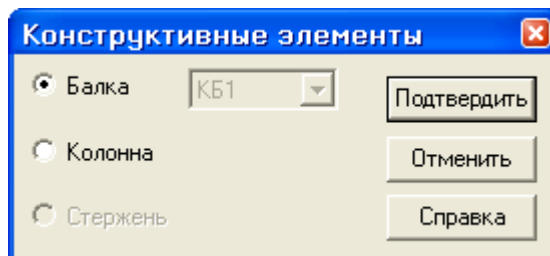 Конструктивные элементы
Балка КБ1 Подтвердить
Колонна Отменить
Стержень Справка